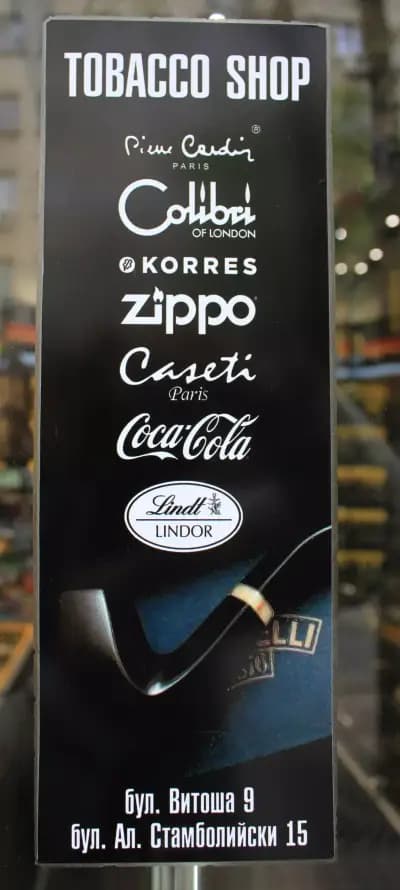 TOBACCO SHOP
Pierre Cardin ®
PARIS
Colibri
OF LONDON
KORRES
zippo
Caseti
Paris
Coca-Cola
Lindt
LINDOR
бул. Витоша 9
бул. Ал. Стамболийски 15